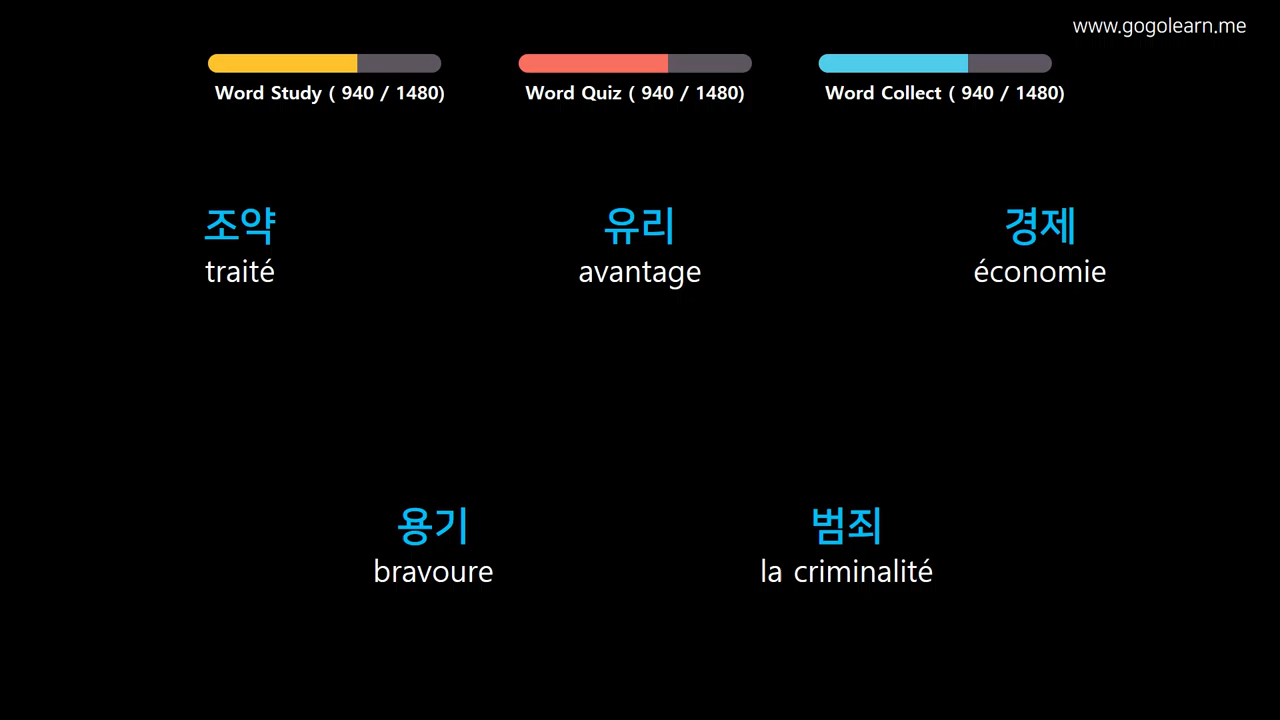 www.gogolearn.me
Word Study ( 940 / 1480)
Word Quiz ( 940 / 1480)
Word Collect ( 940 / 1480)
조약
traité
유리
avantage
경제
économie
용기
bravoure
범죄
la criminalité